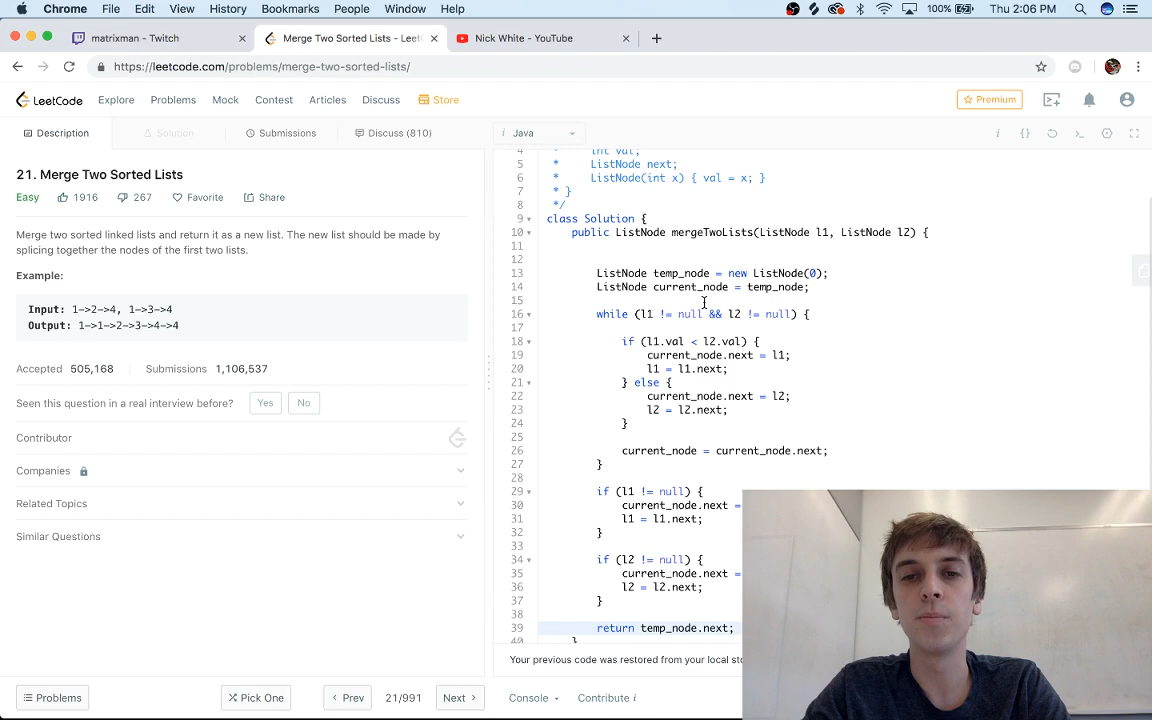 Chrome File Edit View History Bookmarks People Window Help 100% Thu 2:06 PM
matrixman - Twitch
Merge Two Sorted Lists - Leet
Nick White - YouTube
https://leetcode.com/problems/merge-two-sorted-lists/
LeetCode Explore Problems Mock Contest Articles Discuss Store Premium
Description Solution Submissions Discuss (810)
i Java
21. Merge Two Sorted Lists
Easy 1916 267 Favorite Share
Merge two sorted linked lists and return it as a new list. The new list should be made by
splicing together the nodes of the first two lists.
Example:
Input: 1->2->4, 1->3->4
Output: 1->1->2->3->4->4
Accepted 505,168 Submissions 1,106,537
Seen this question in a real interview before? Yes No
Contributor
Companies
Related Topics
Similar Questions
Problems Pick One Prev 21/991 Next
4 * int val;
5 * ListNode next;
6 * ListNode(int x) { val = x; }
7 * }
8 */
9 class Solution {
10 public ListNode mergeTwoLists(ListNode l1, ListNode l2) {
11
12
13 ListNode temp_node = new ListNode(0);
14 ListNode current_node = temp_node;
15
16 while (l1 != null && l2 != null) {
17
18 if (l1.val < l2.val) {
19 current_node.next = l1;
20 l1 = l1.next;
21 } else {
22 current_node.next = l2;
23 l2 = l2.next;
24 }
25
26 current_node = current_node.next;
27 }
28
29 if (l1 != null) {
30 current_node.next =
31 l1 = l1.next;
32 }
33
34 if (l2 != null) {
35 current_node.next =
36 l2 = l2.next;
37 }
38
39 return temp_node.next;
40 }
Your previous code was restored from your local sto
Console Contribute i